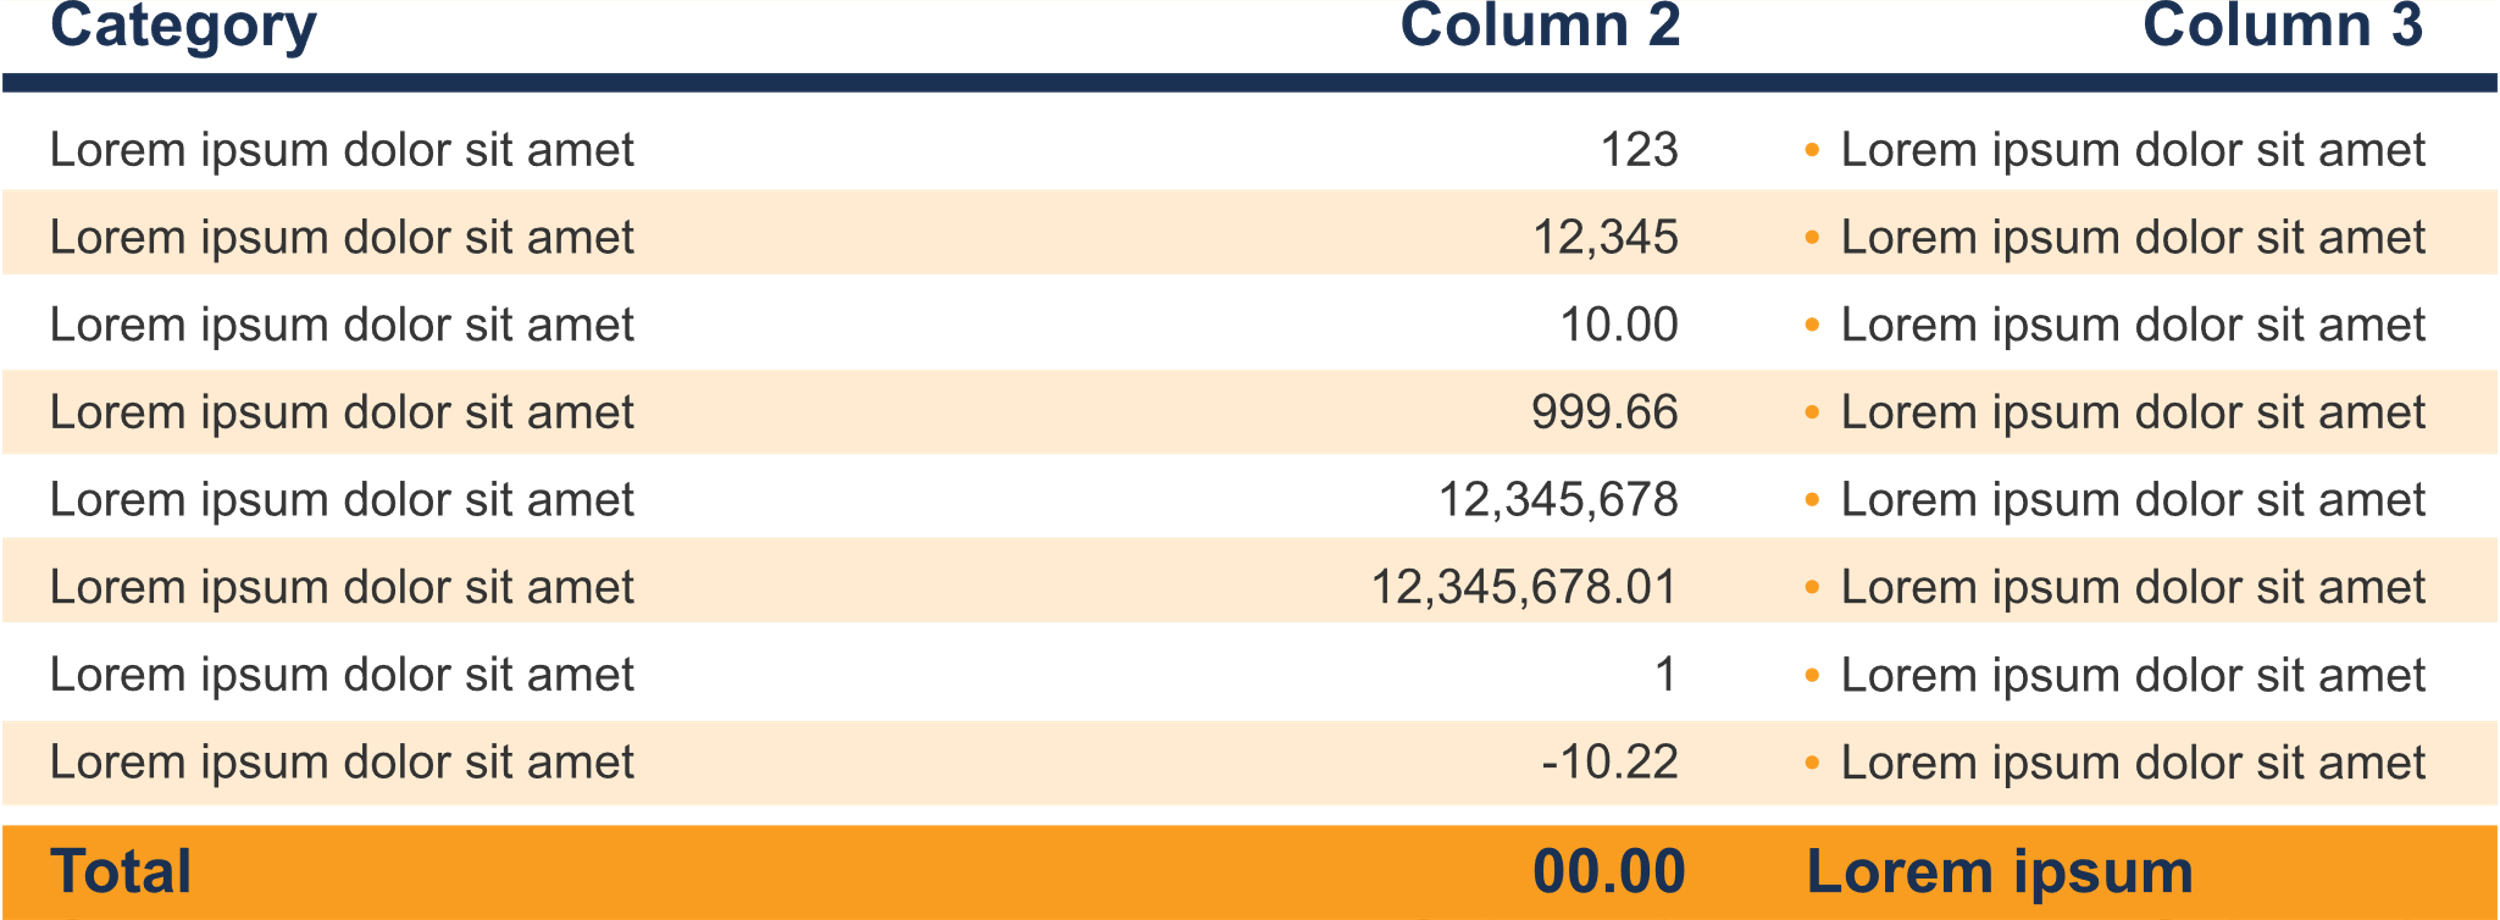 Category Column 2 Column 3
Lorem ipsum dolor sit amet 123 • Lorem ipsum dolor sit amet
Lorem ipsum dolor sit amet 12,345 • Lorem ipsum dolor sit amet
Lorem ipsum dolor sit amet 10.00 • Lorem ipsum dolor sit amet
Lorem ipsum dolor sit amet 999.66 • Lorem ipsum dolor sit amet
Lorem ipsum dolor sit amet 12,345,678 • Lorem ipsum dolor sit amet
Lorem ipsum dolor sit amet 12,345,678.01 • Lorem ipsum dolor sit amet
Lorem ipsum dolor sit amet 1 • Lorem ipsum dolor sit amet
Lorem ipsum dolor sit amet -10.22 • Lorem ipsum dolor sit amet
Total 00.00 Lorem ipsum